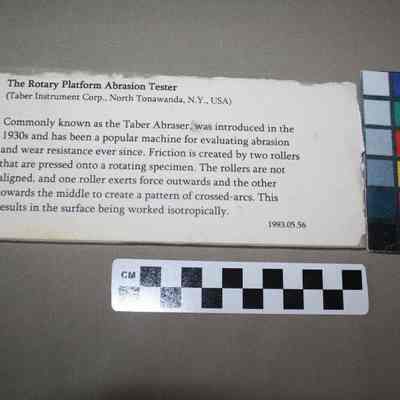 The Rotary Platform Abrasion Tester
(Taber Instrument Corp., North Tonawanda, N.Y., USA)
Commonly known as the Taber Abraser, was introduced in the
1930s and has been a popular machine for evaluating abrasion
and wear resistance ever since. Friction is created by two rollers
that are pressed onto a rotating specimen. The rollers are not
aligned, and one roller exerts force outwards and the other
owards the middle to create a pattern of crossed-arcs. This
esults in the surface being worked isotropically.
1993.05.56
CM